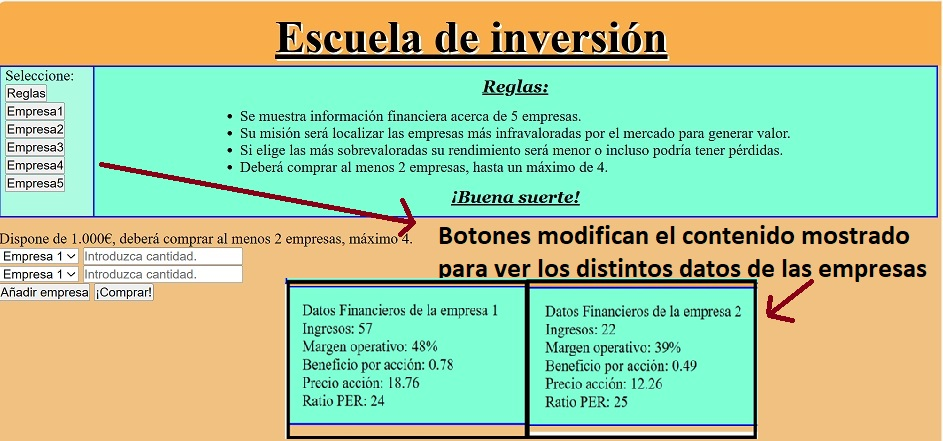 Escuela de inversión
Seleccione:
Reglas
Empresa1
Empresa2
Empresa3
Empresa4
Empresa5
Reglas:
Se muestra información financiera acerca de 5 empresas.
Su misión será localizar las empresas más infravaloradas por el mercado para generar valor.
Si elige las más sobrevaloradas su rendimiento será menor o incluso podría tener pérdidas.
Deberá comprar al menos 2 empresas, hasta un máximo de 4.
¡Buena suerte!
Dispone de 1.000€, deberá comprar al menos 2 empresas, máximo 4.
Empresa 1 Introduzca cantidad.
Empresa 1 Introduzca cantidad.
Añadir empresa ¡Comprar!
Botones modifican el contenido mostrado
para ver los distintos datos de las empresas
Datos Financieros de la empresa 1
Ingresos: 57
Margen operativo: 48%
Beneficio por acción: 0.78
Precio acción: 18.76
Ratio PER: 24
Datos Financieros de la empresa 2
Ingresos: 22
Margen operativo: 39%
Beneficio por acción: 0.49
Precio acción: 12.26
Ratio PER: 25